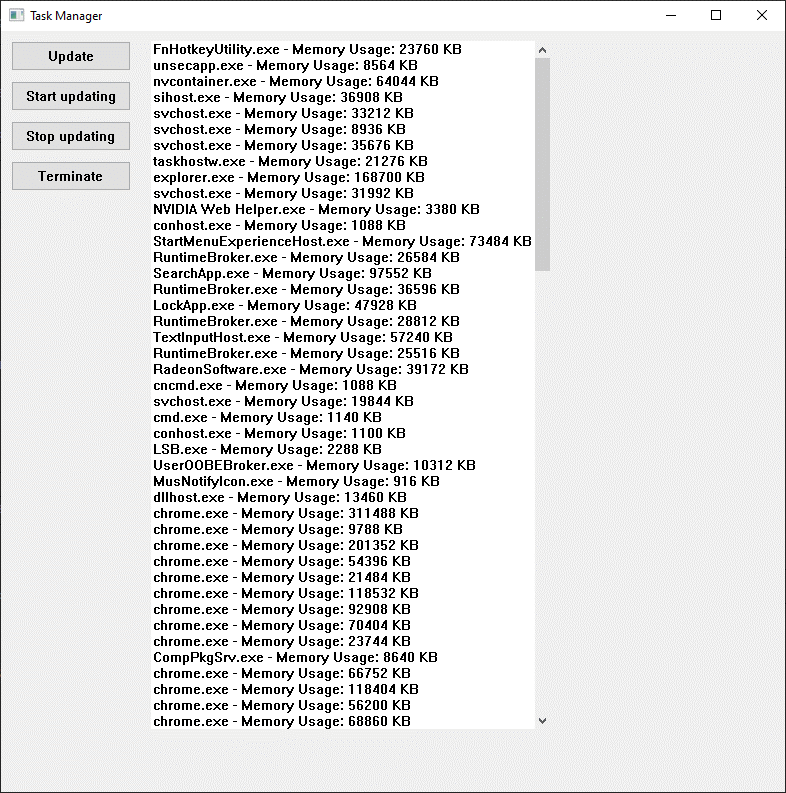 Task Manager
Update
Start updating
Stop updating
Terminate
FnHotkeyUtility.exe - Memory Usage: 23760 KB
unsecapp.exe - Memory Usage: 8564 KB
nvcontainer.exe - Memory Usage: 64044 KB
sihost.exe - Memory Usage: 36908 KB
svchost.exe - Memory Usage: 33212 KB
svchost.exe - Memory Usage: 8936 KB
svchost.exe - Memory Usage: 35676 KB
taskhostw.exe - Memory Usage: 21276 KB
explorer.exe - Memory Usage: 168700 KB
svchost.exe - Memory Usage: 31992 KB
NVIDIA Web Helper.exe - Memory Usage: 3380 KB
conhost.exe - Memory Usage: 1088 KB
StartMenuExperienceHost.exe - Memory Usage: 73484 KB
RuntimeBroker.exe - Memory Usage: 26584 KB
SearchApp.exe - Memory Usage: 97552 KB
RuntimeBroker.exe - Memory Usage: 36596 KB
LockApp.exe - Memory Usage: 47928 KB
RuntimeBroker.exe - Memory Usage: 28812 KB
TextInputHost.exe - Memory Usage: 57240 KB
RuntimeBroker.exe - Memory Usage: 25516 KB
RadeonSoftware.exe - Memory Usage: 39172 KB
cncmd.exe - Memory Usage: 1088 KB
svchost.exe - Memory Usage: 19844 KB
cmd.exe - Memory Usage: 1140 KB
conhost.exe - Memory Usage: 1100 KB
LSB.exe - Memory Usage: 2288 KB
UserOOBEBroker.exe - Memory Usage: 10312 KB
MusNotifyIcon.exe - Memory Usage: 916 KB
dllhost.exe - Memory Usage: 13460 KB
chrome.exe - Memory Usage: 311488 KB
chrome.exe - Memory Usage: 9788 KB
chrome.exe - Memory Usage: 201352 KB
chrome.exe - Memory Usage: 54396 KB
chrome.exe - Memory Usage: 21484 KB
chrome.exe - Memory Usage: 118532 KB
chrome.exe - Memory Usage: 92908 KB
chrome.exe - Memory Usage: 70404 KB
chrome.exe - Memory Usage: 23744 KB
CompPkgSrv.exe - Memory Usage: 8640 KB
chrome.exe - Memory Usage: 66752 KB
chrome.exe - Memory Usage: 118404 KB
chrome.exe - Memory Usage: 56200 KB
chrome.exe - Memory Usage: 68860 KB